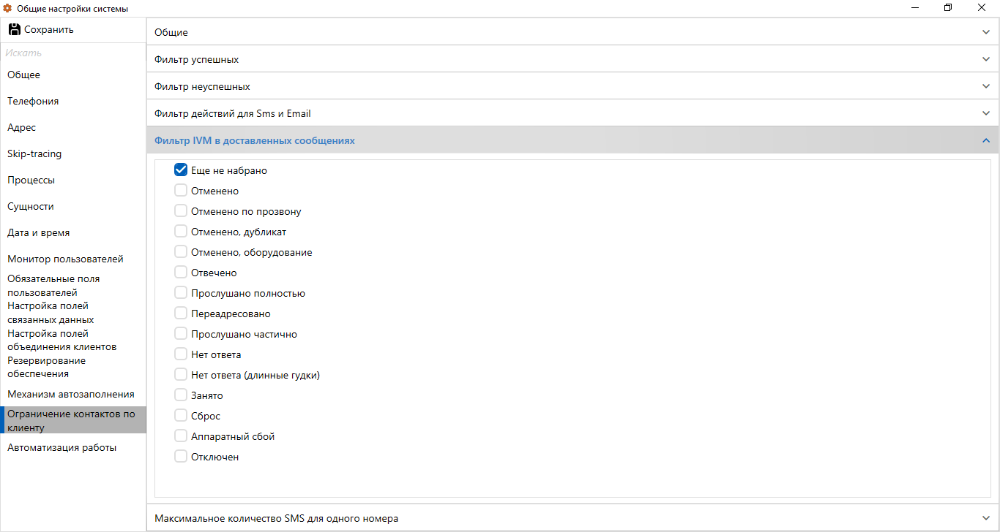 Общие настройки системы
Сохранить
Искать
Общее
Телефония
Адрес
Skip-tracing
Процессы
Сущности
Дата и время
Монитор пользователей
Обязательные поля
пользователей
Настройка полей
связанных данных
Настройка полей
объединения клиентов
Резервирование
обеспечения
Механизм автозаполнения
Ограничение контактов по
клиенту
Автоматизация работы
Общие
Фильтр успешных
Фильтр неуспешных
Фильтр действий для Sms и Email
Фильтр IVM в доставленных сообщениях
Еще не набрано
Отменено
Отменено по прозвону
Отменено, дубликат
Отменено, оборудование
Отвечено
Прослушано полностью
Переадресовано
Прослушано частично
Нет ответа
Нет ответа (длинные гудки)
Занято
Сброс
Аппаратный сбой
Отключен
Максимальное количество SMS для одного номера